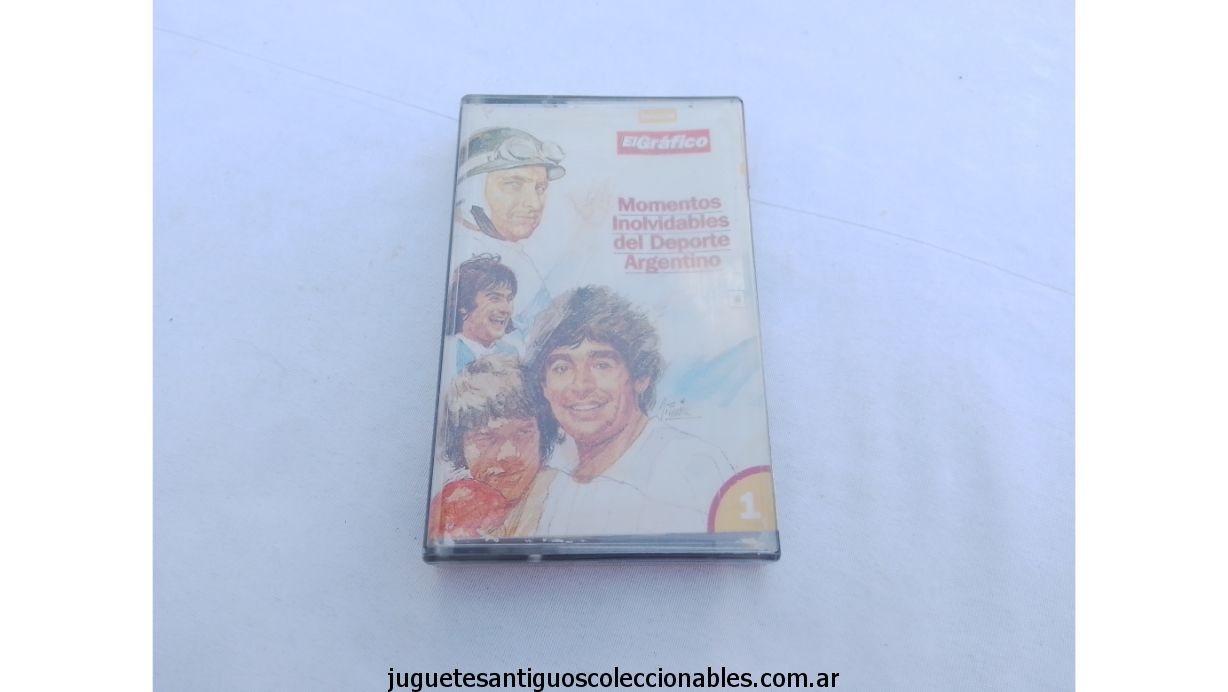 El Gráfico
Momentos
Inolvidables
del Deporte
Argentino
1
juguetesantiguoscoleccionables.com.ar